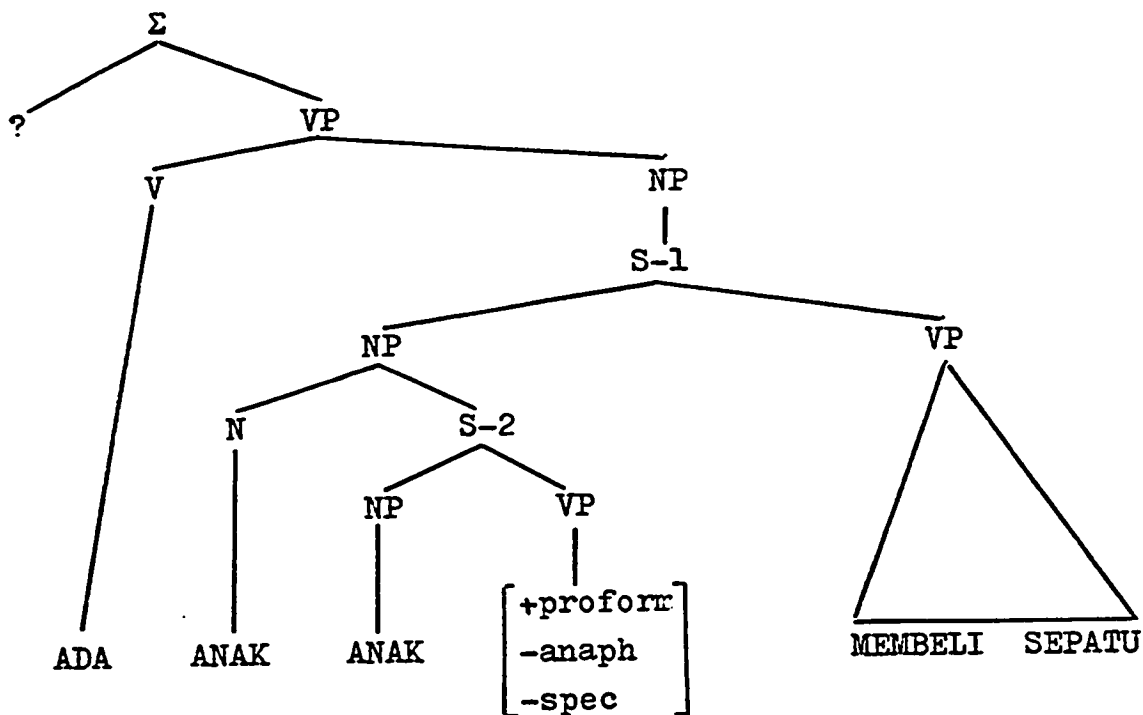 Σ
? VP
V NP
S-1
NP VP
N S-2
NP VP
+proform
-anaph
-spec
ADA ANAK ANAK MEMBELI SEPATU